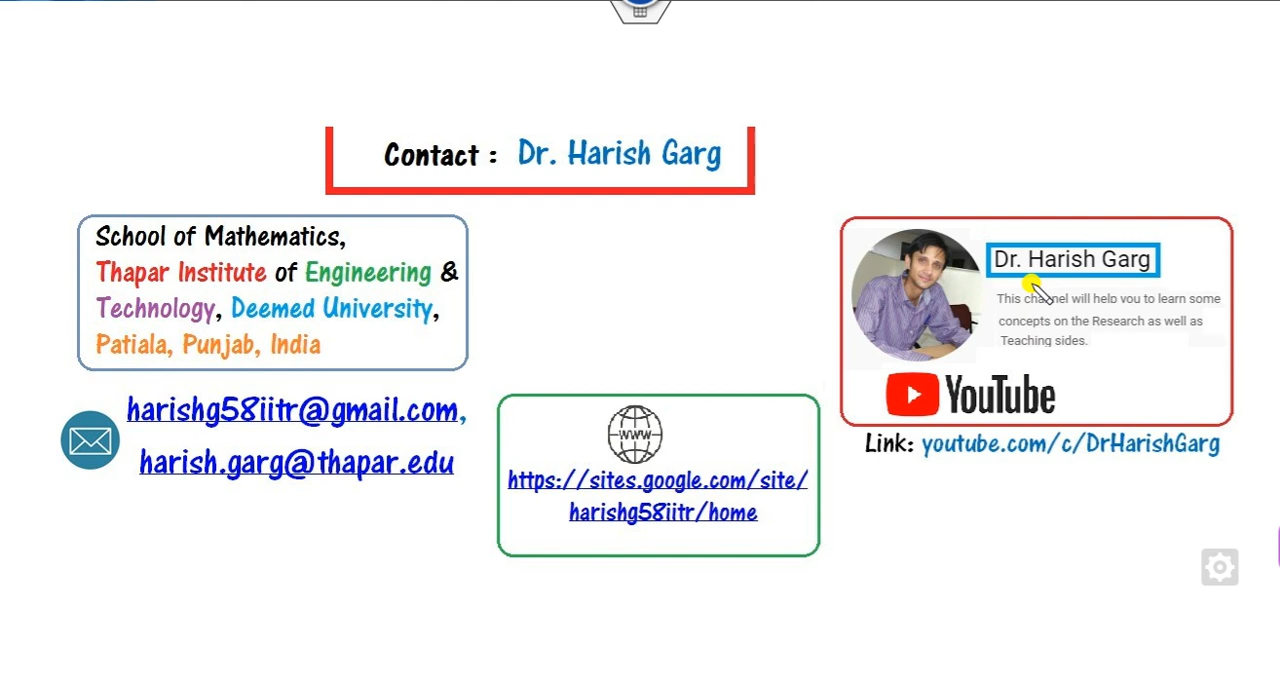 Contact : Dr. Harish Garg
School of Mathematics,
Thapar Institute of Engineering &
Technology, Deemed University,
Patiala, Punjab, India
harishg58iitr@gmail.com,
harish.garg@thapar.edu
WWW
https://sites.google.com/site/
harishg58iitr/home
Dr. Harish Garg
This channel will help you to learn some
concepts on the Research as well as
Teaching sides.
YouTube
Link: youtube.com/c/DrHarishGarg